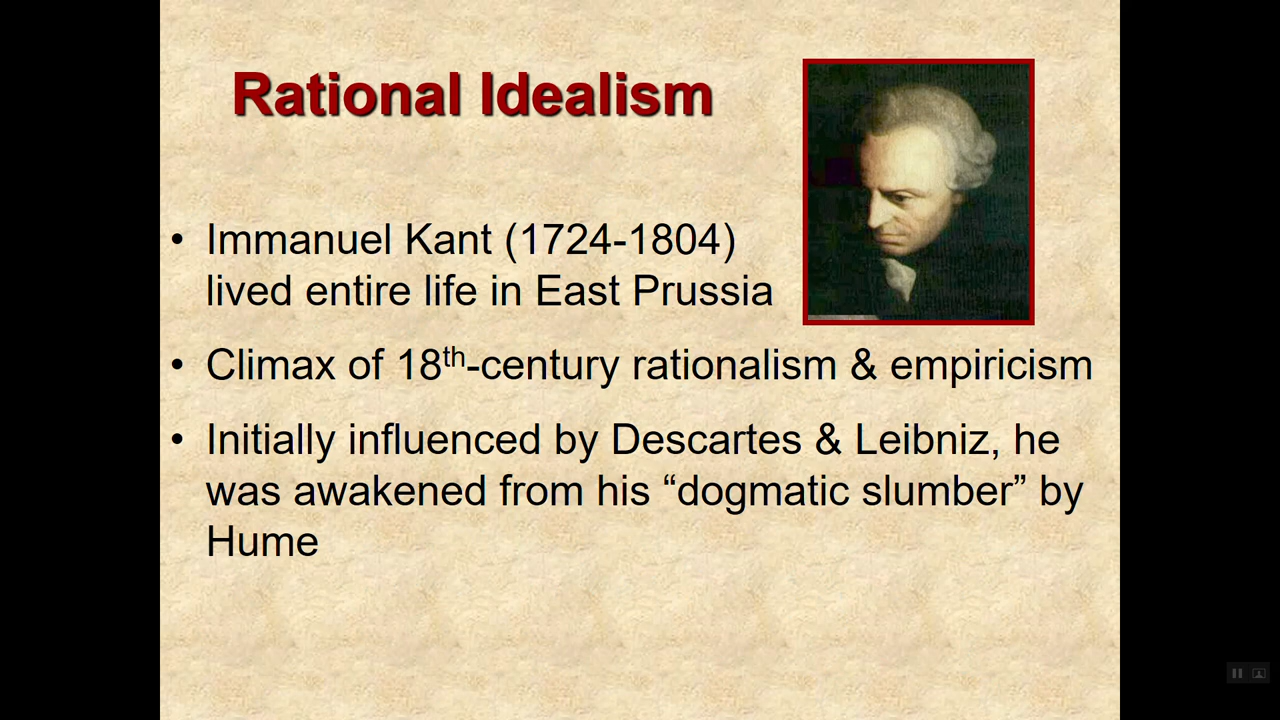 Rational Idealism
• Immanuel Kant (1724-1804)
lived entire life in East Prussia
• Climax of 18th-century rationalism & empiricism
• Initially influenced by Descartes & Leibniz, he
was awakened from his “dogmatic slumber” by
Hume